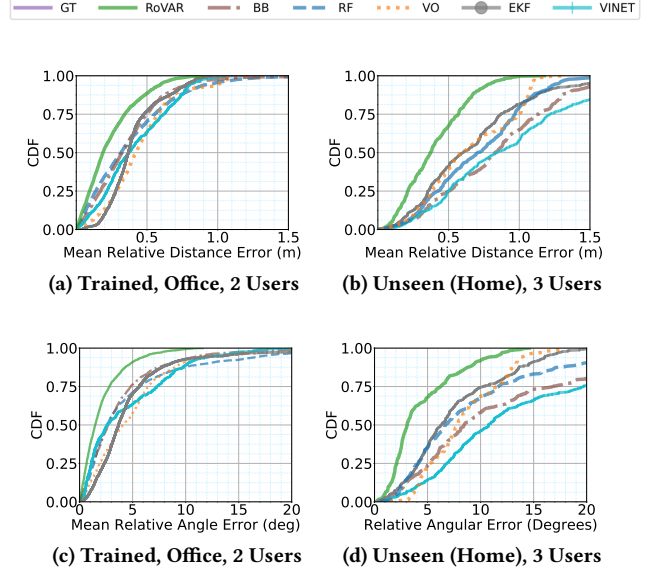 GT RoVAR BB RF VO EKF VINET
1.00 1.00
0.75 0.75
CDF 0.50 CDF 0.50
0.25 0.25
0.00 0.5 1.0 1.5 0.00 0.5 1.0 1.5
Mean Relative Distance Error (m) Mean Relative Distance Error (m)
(a) Trained, Office, 2 Users (b) Unseen (Home), 3 Users
1.00 1.00
0.75 0.75
CDF 0.50 CDF 0.50
0.25 0.25
0.00 5 10 15 20 0.00 0 5 10 15 20
Mean Relative Angle Error (deg) Relative Angular Error (Degrees)
(c) Trained, Office, 2 Users (d) Unseen (Home), 3 Users